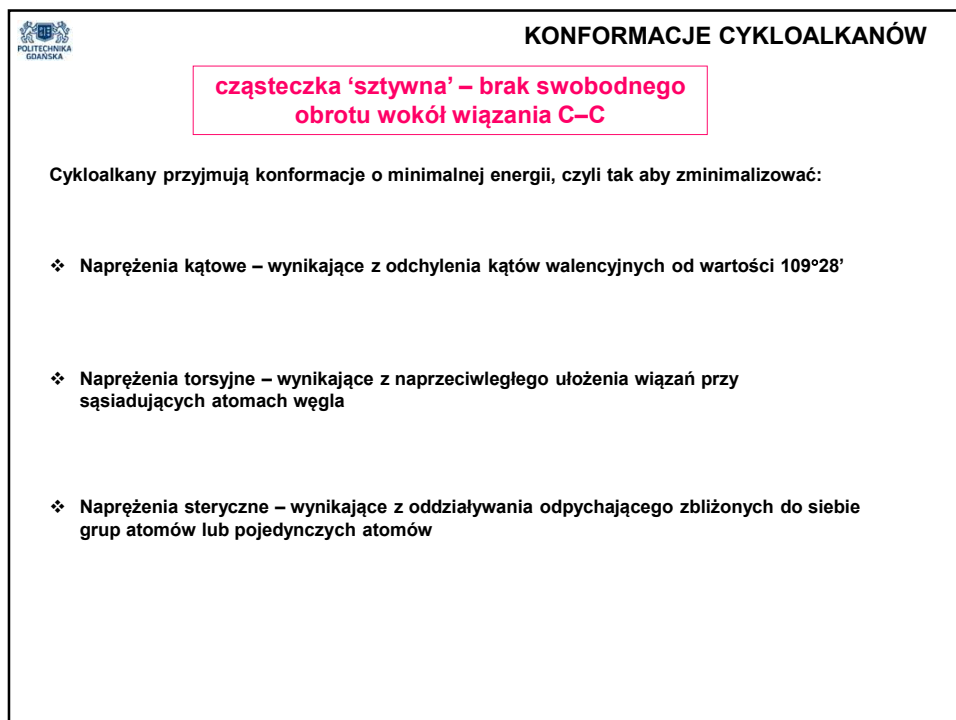 POLITECHNIKA
GDAŃSKA
KONFORMACJE CYKLOALKANÓW
cząsteczka ‘sztywna’ – brak swobodnego
obrotu wokół wiązania C–C
Cykloalkany przyjmują konformacje o minimalnej energii, czyli tak aby zminimalizować:
❖ Naprężenia kątowe – wynikające z odchylenia kątów walencyjnych od wartości 109°28’
❖ Naprężenia torsyjne – wynikające z naprzeciwległego ułożenia wiązań przy
sąsiadujących atomach węgla
❖ Naprężenia steryczne – wynikające z oddziaływania odpychającego zbliżonych do siebie
grup atomów lub pojedynczych atomów